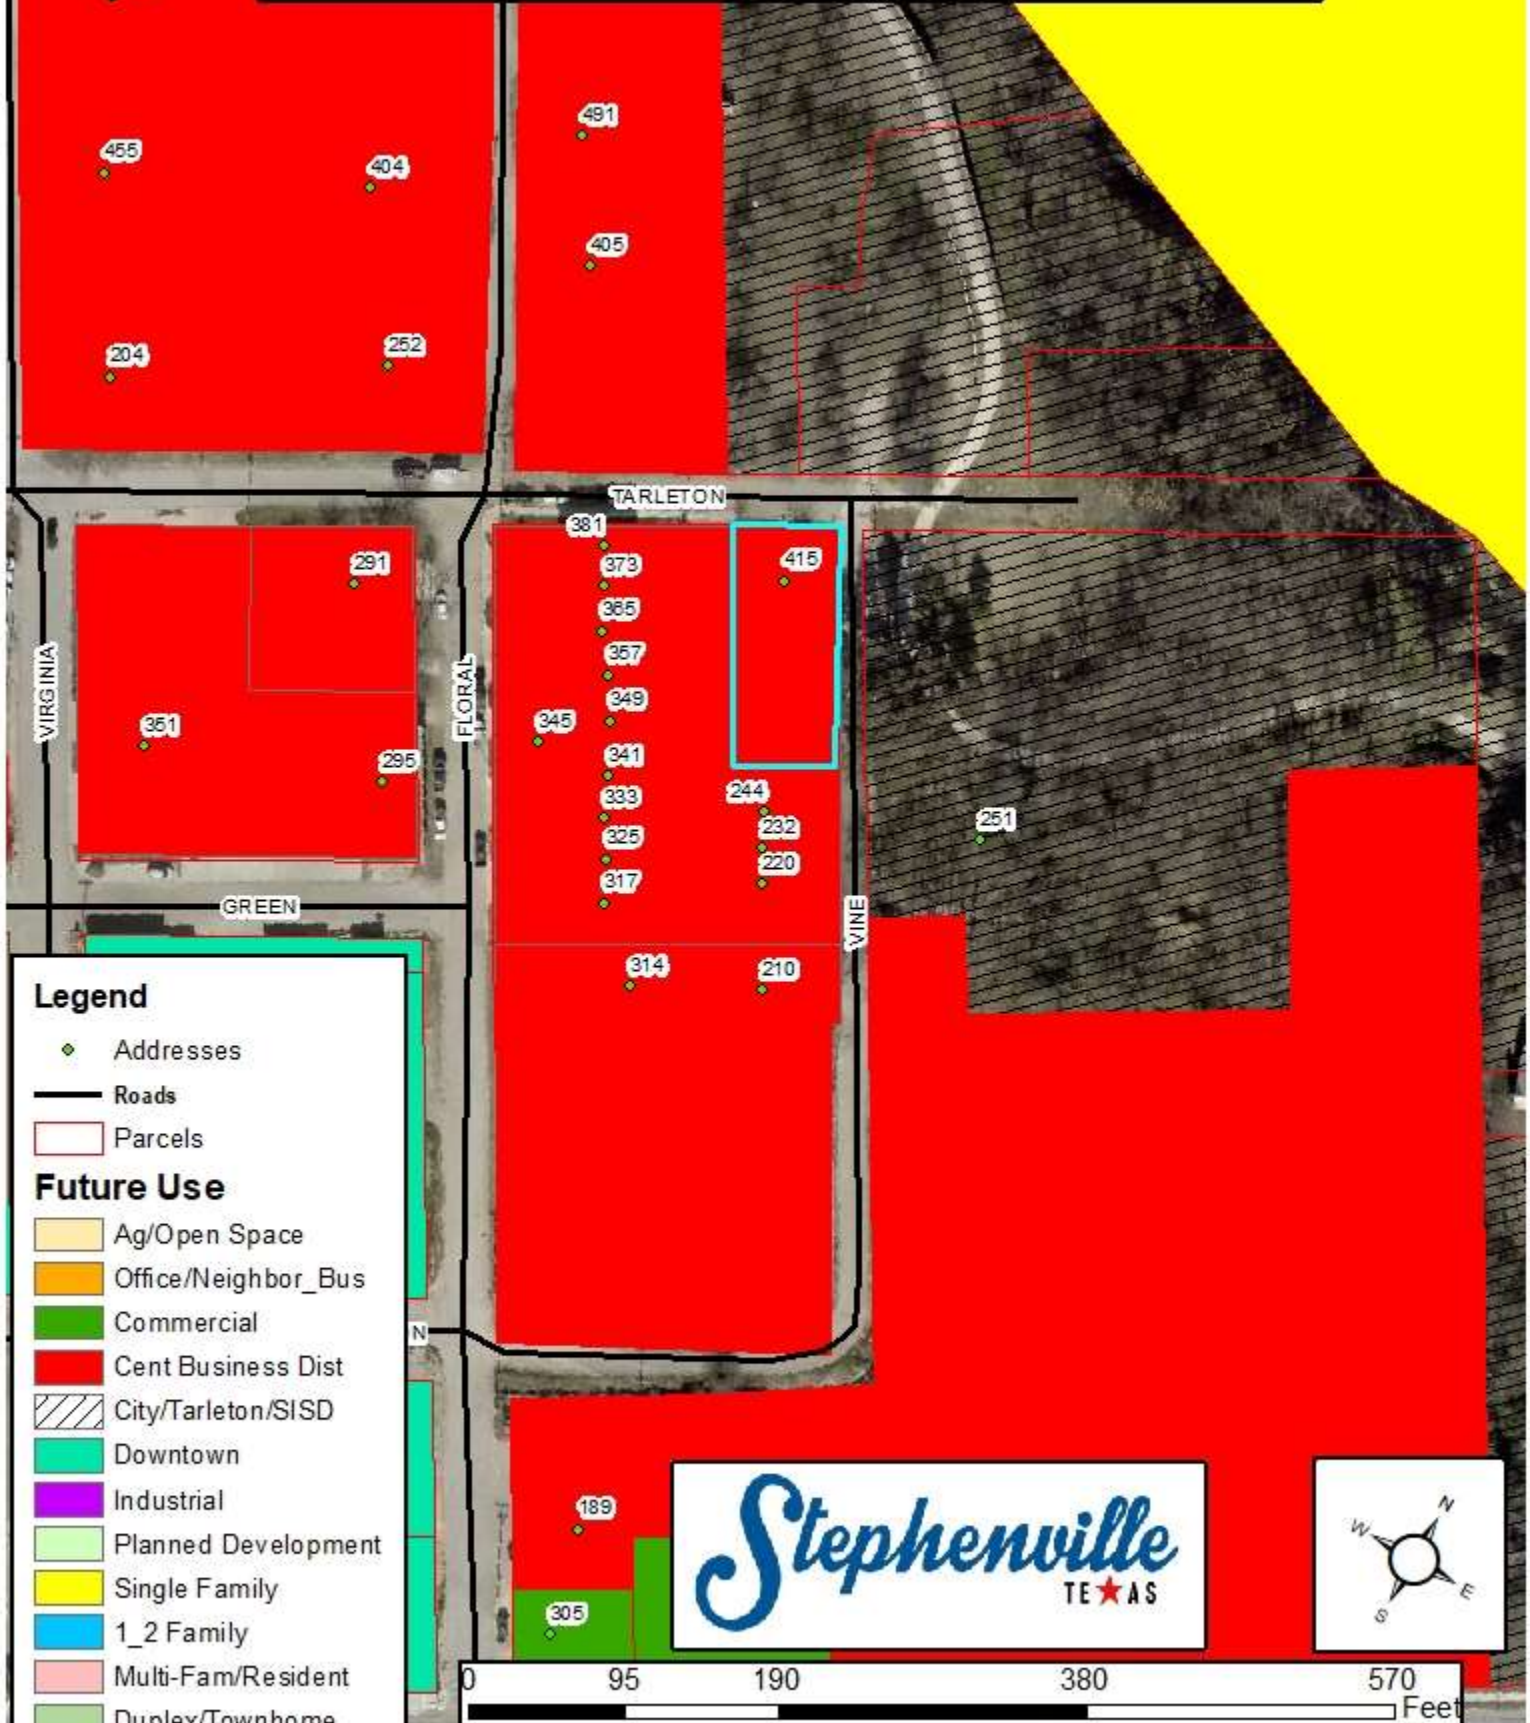 491
455
404
405
204
252
TARLETON
381
373
415
291
365
357
349
345
351
341
295
244
333
232
251
325
220
317
VIRGINIA
FLORAL
VINE
GREEN
314
210
N
189
305
Legend
Addresses
Roads
Parcels
Future Use
Ag/Open Space
Office/Neighbor_Bus
Commercial
Cent Business Dist
City/Tarleton/SISD
Downtown
Industrial
Planned Development
Single Family
1_2 Family
Multi-Fam/Resident
Duplex/Townhome
Stephenville
TEXAS
N
W
E
S
0 95 190 380 570
Feet